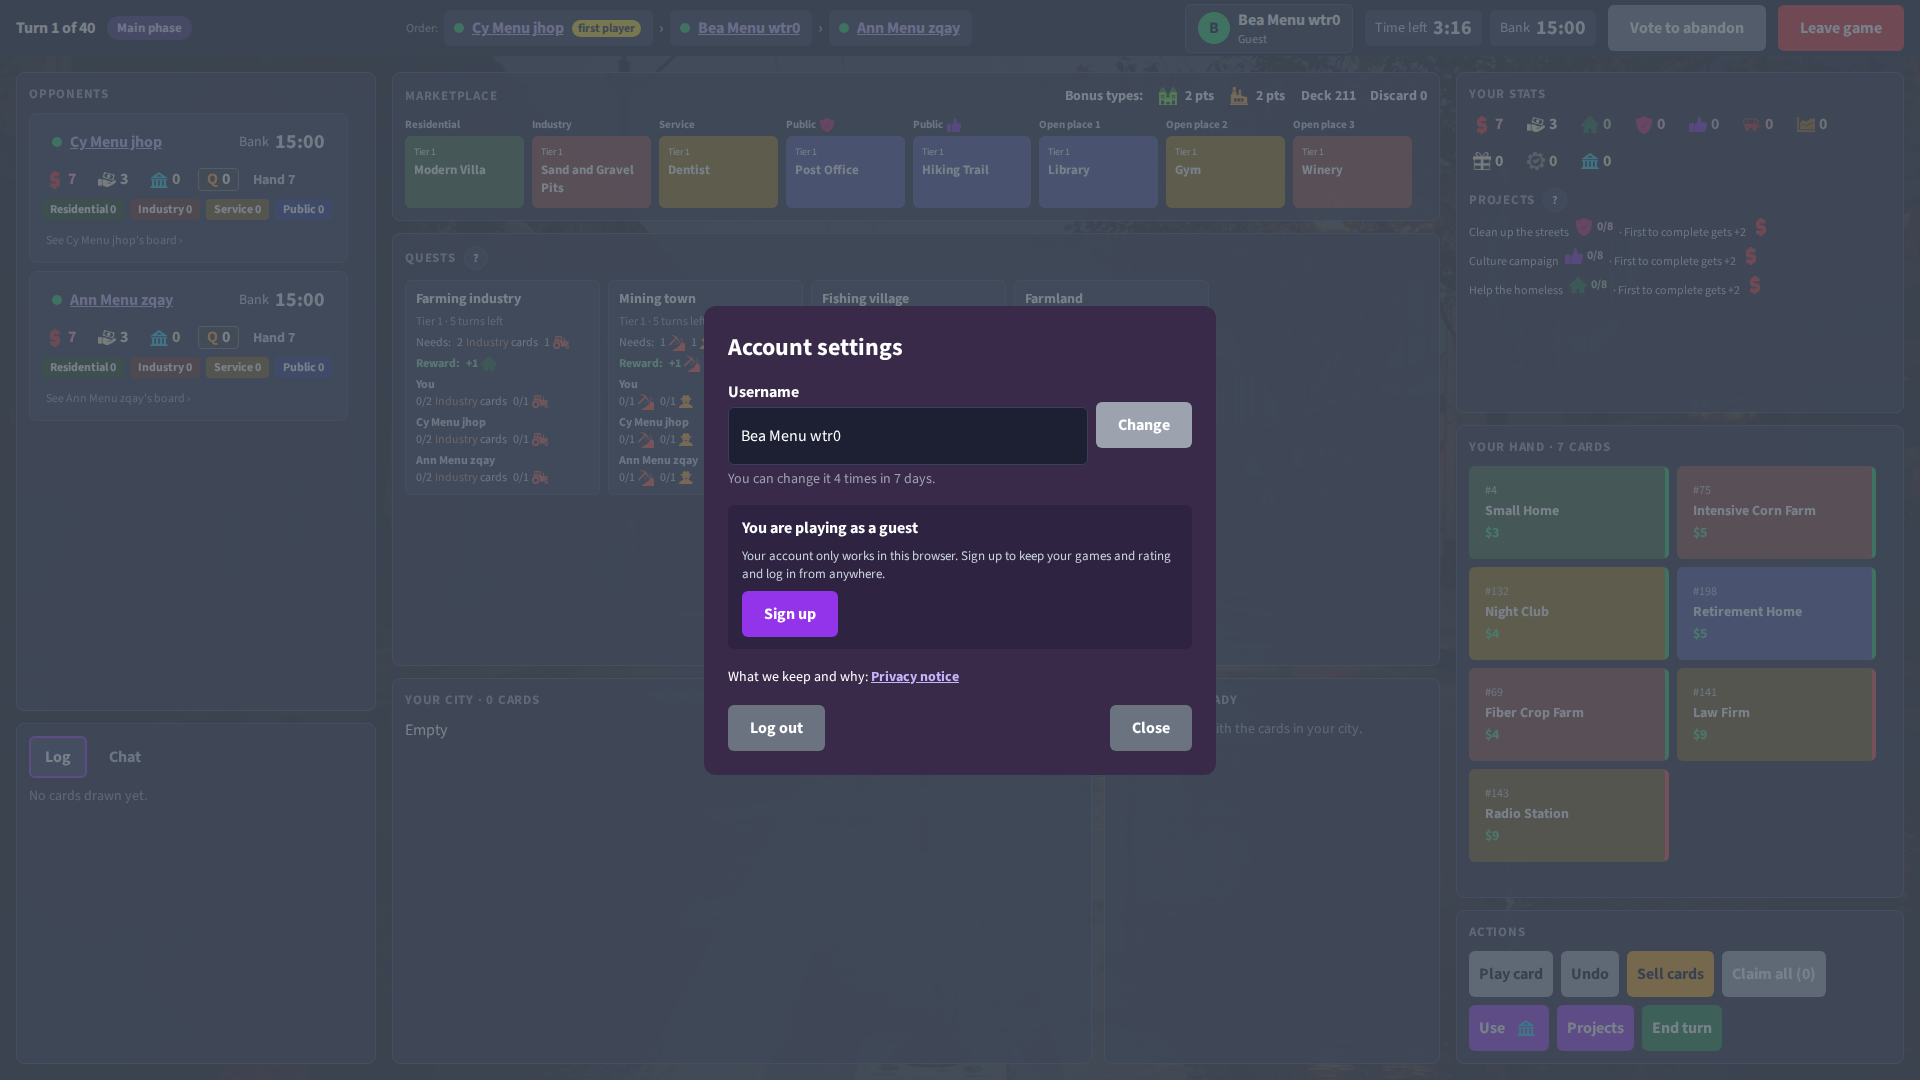 Turn 1 of 40 Main phase
Order: Cy Menu jhop first player › Bea Menu wtr0 › Ann Menu zqay
B Bea Menu wtr0
Guest
Time left 3:16 Bank 15:00 Vote to abandon Leave game
OPPONENTS
Cy Menu jhop Bank 15:00
7 3 0 Q 0 Hand 7
Residential 0 Industry 0 Service 0 Public 0
See Cy Menu jhop's board ›
Ann Menu zqay Bank 15:00
7 3 0 Q 0 Hand 7
Residential 0 Industry 0 Service 0 Public 0
See Ann Menu zqay's board ›
Log Chat
No cards drawn yet.
MARKETPLACE
Bonus types: 2 pts 2 pts Deck 211 Discard 0
Residential Industry Service Public Public Open place 1 Open place 2 Open place 3
Tier 1 Tier 1 Tier 1 Tier 1 Tier 1 Tier 1 Tier 1 Tier 1
Modern Villa Sand and Gravel Pits Dentist Post Office Hiking Trail Library Gym Winery
QUESTS ?
Farming industry
Tier 1 · 5 turns left
Needs: 2 Industry cards 1
Reward: +1
You
0/2 Industry cards 0/1
Cy Menu jhop
0/2 Industry cards 0/1
Ann Menu zqay
0/2 Industry cards 0/1
Mining town
Tier 1 · 5 turns left
Needs: 1 1
Reward: +1
You
0/1 0/1
Cy Menu jhop
0/1 0/1
Ann Menu zqay
0/1 0/1
Fishing village
Farmland
Account settings
Username
Bea Menu wtr0 Change
You can change it 4 times in 7 days.
You are playing as a guest
Your account only works in this browser. Sign up to keep your games and rating
and log in from anywhere.
Sign up
What we keep and why: Privacy notice
Log out Close
YOUR CITY · 0 CARDS
Empty
with the cards in your city.
YOUR STATS
7 3 0 0 0 0 0
0 0 0
PROJECTS ?
Clean up the streets 0/8 · First to complete gets +2
Culture campaign 0/8 · First to complete gets +2
Help the homeless 0/8 · First to complete gets +2
YOUR HAND · 7 CARDS
#4
Small Home
$3
#75
Intensive Corn Farm
$5
#132
Night Club
$4
#198
Retirement Home
$5
#69
Fiber Crop Farm
$4
#141
Law Firm
$9
#143
Radio Station
$9
ACTIONS
Play card Undo Sell cards Claim all (0)
Use Projects End turn